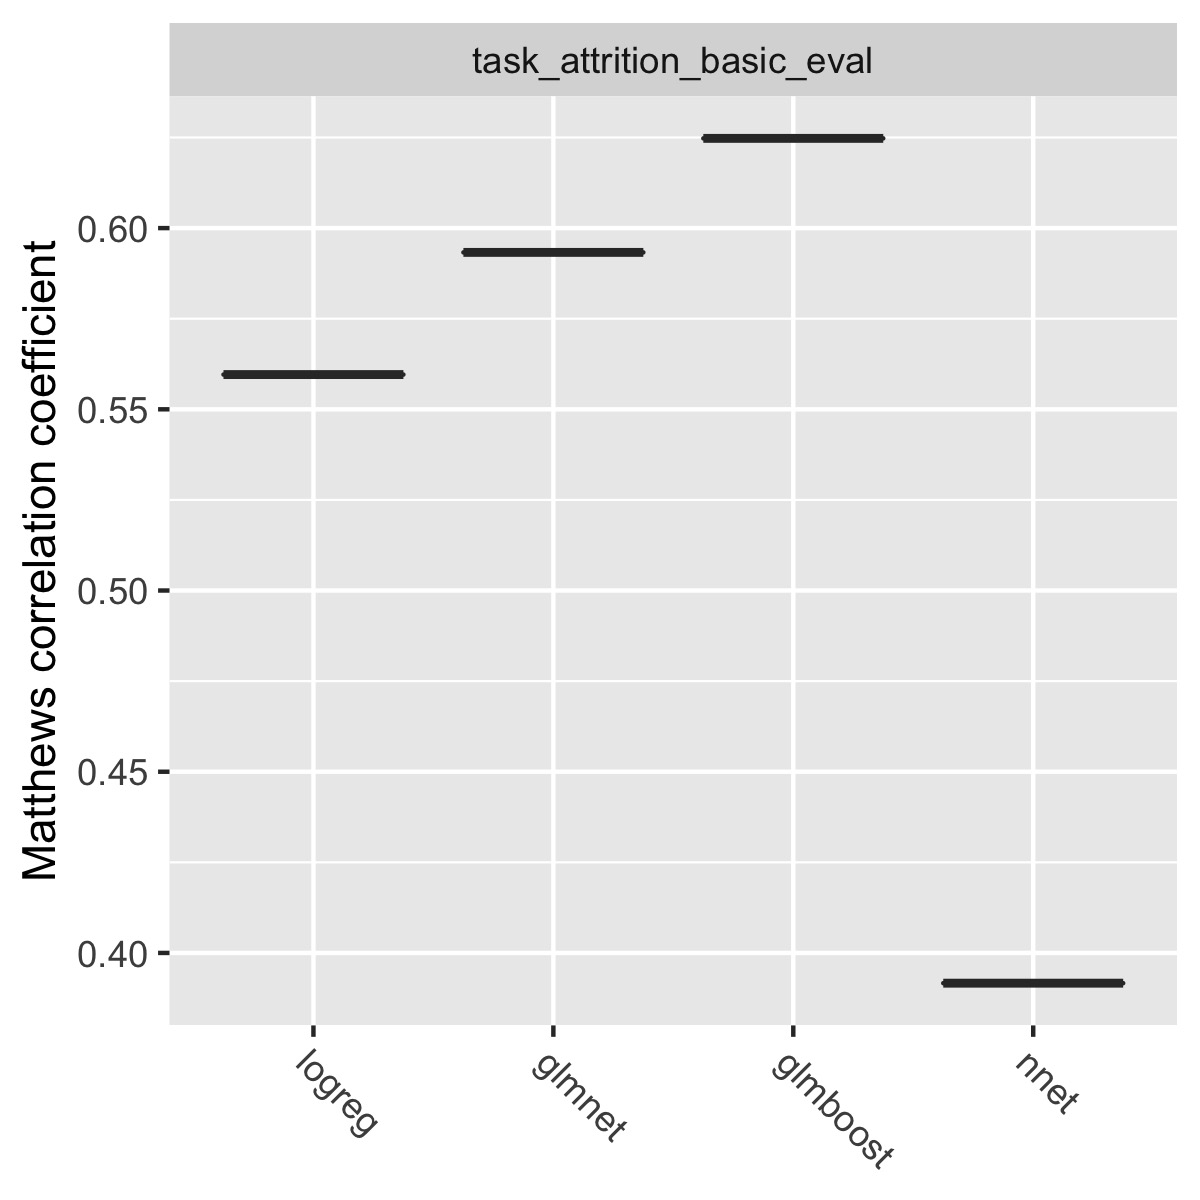 task_attrition_basic_eval
Matthews correlation coefficient
0.60
0.55
0.50
0.45
0.40
logreg
glmnet
glmboost
nnet